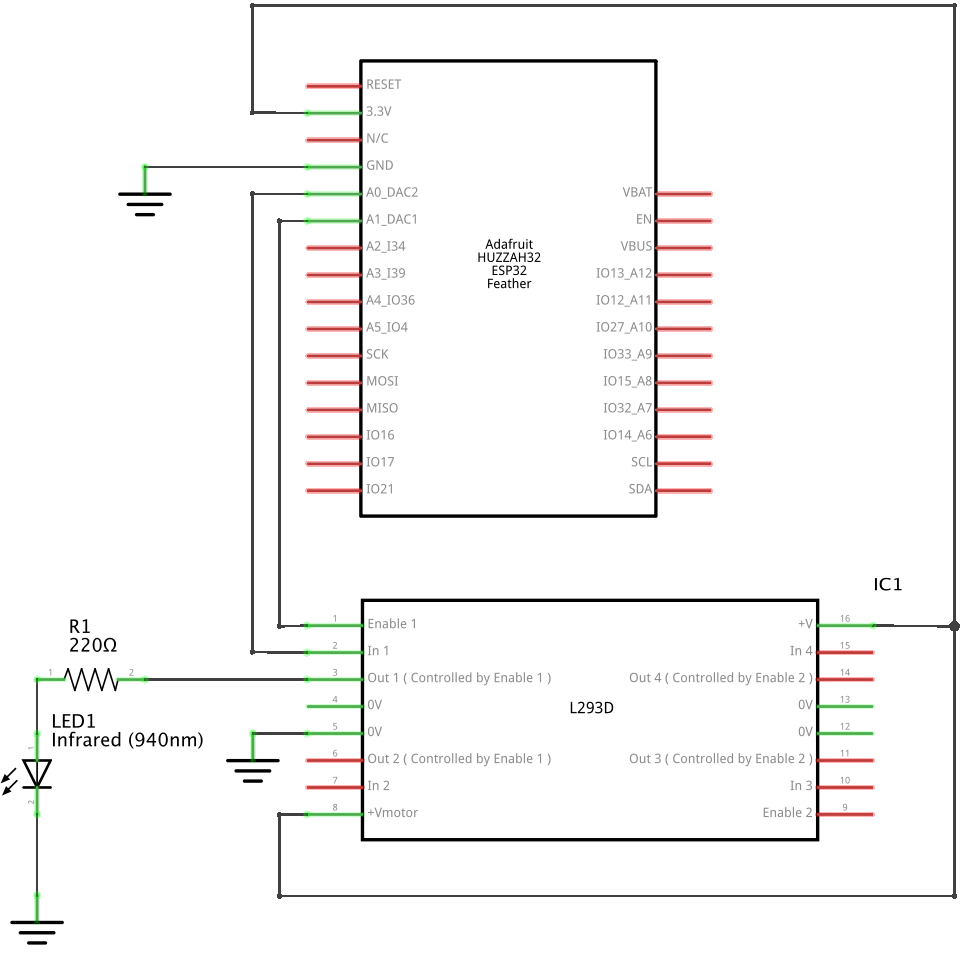 RESET
3.3V
N/C
GND
A0_DAC2
A1_DAC1
A2_I34
A3_I39
A4_IO36
A5_IO4
SCK
MOSI
MISO
IO16
IO17
IO21
Adafruit
HUZZAH32
ESP32
Feather
VBAT
EN
VBUS
IO13_A12
IO12_A11
IO27_A10
IO33_A9
IO15_A8
IO32_A7
IO14_A6
SCL
SDA
IC1
R1
220Ω
1
2
LED1
Infrared (940nm)
1
2
1 Enable 1
2 In 1
3 Out 1 ( Controlled by Enable 1 )
4 0V
5 0V
6 Out 2 ( Controlled by Enable 1 )
7 In 2
8 +Vmotor
L293D
+V 16
In 4 15
Out 4 ( Controlled by Enable 2 ) 14
0V 13
0V 12
Out 3 ( Controlled by Enable 2 ) 11
In 3 10
Enable 2 9